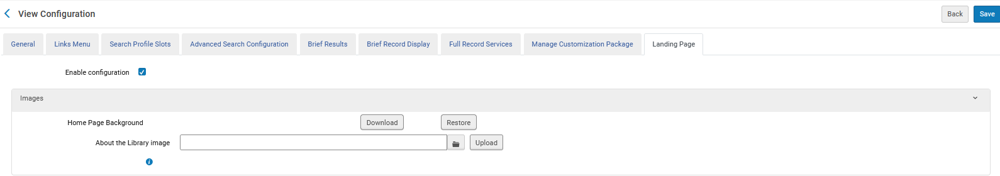 View Configuration
Back
Save
General
Links Menu
Search Profile Slots
Advanced Search Configuration
Brief Results
Brief Record Display
Full Record Services
Manage Customization Package
Landing Page
Enable configuration
Images
Home Page Background
Download
Restore
About the Library image
Upload
i